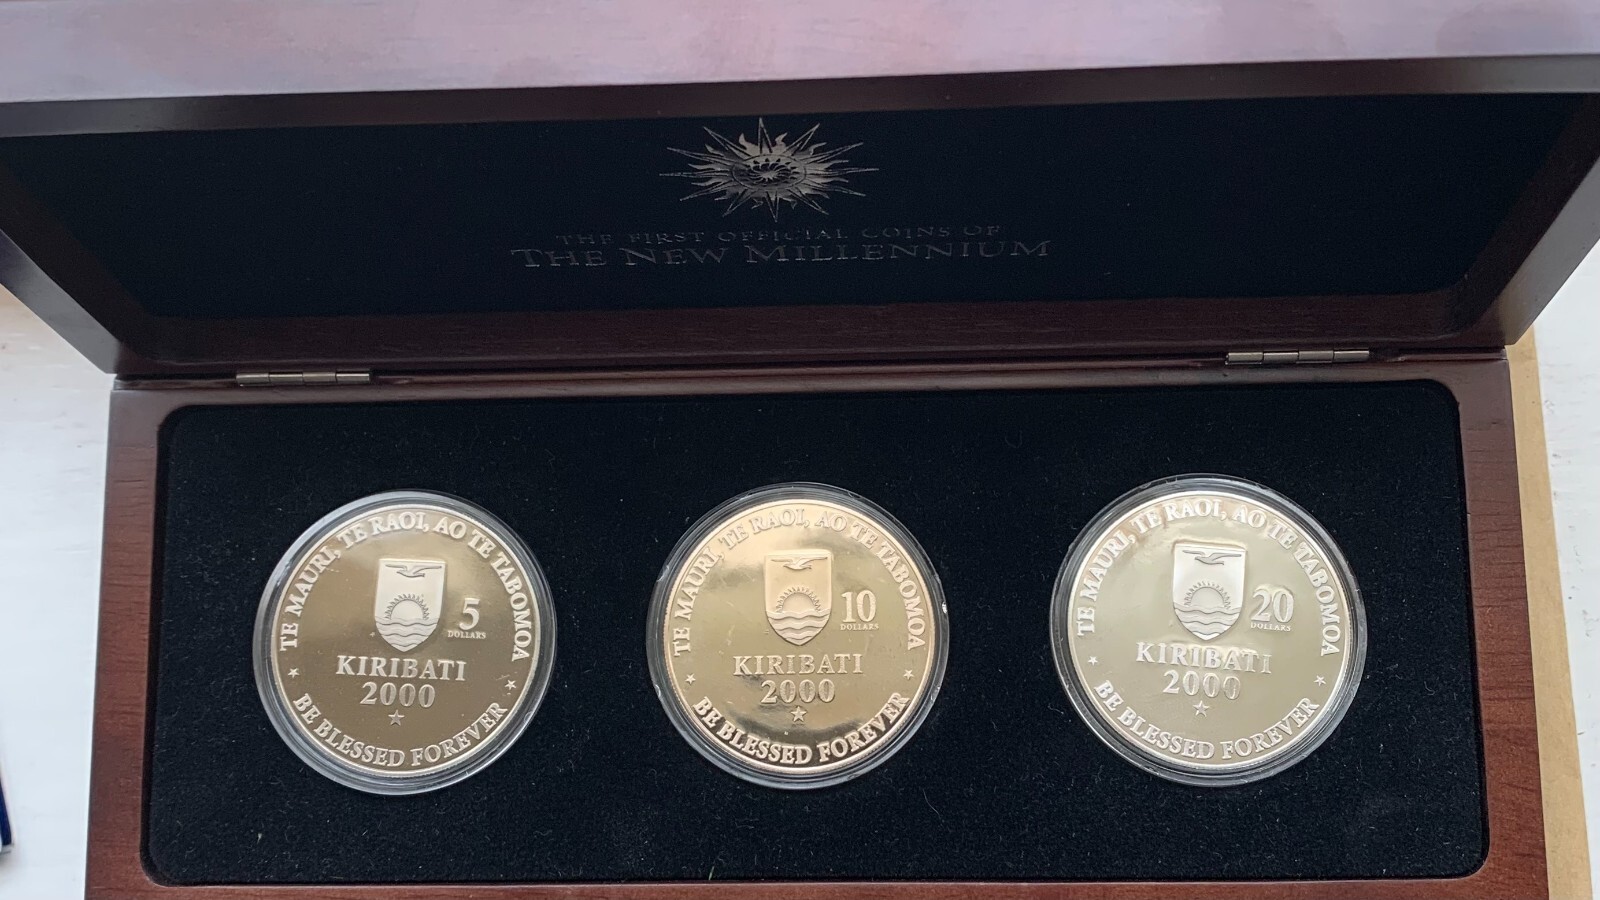 THE FIRST OFFICIAL COINS OF
THE NEW MILLENNIUM
TE MAURI, TE RAOI, AO TE TABOMOA
5
DOLLARS
KIRIBATI
2000
BE BLESSED FOREVER
TE MAURI, TE RAOI, AO TE TABOMOA
10
DOLLARS
KIRIBATI
2000
BE BLESSED FOREVER
TE MAURI, TE RAOI, AO TE TABOMOA
20
DOLLARS
KIRIBATI
2000
BE BLESSED FOREVER